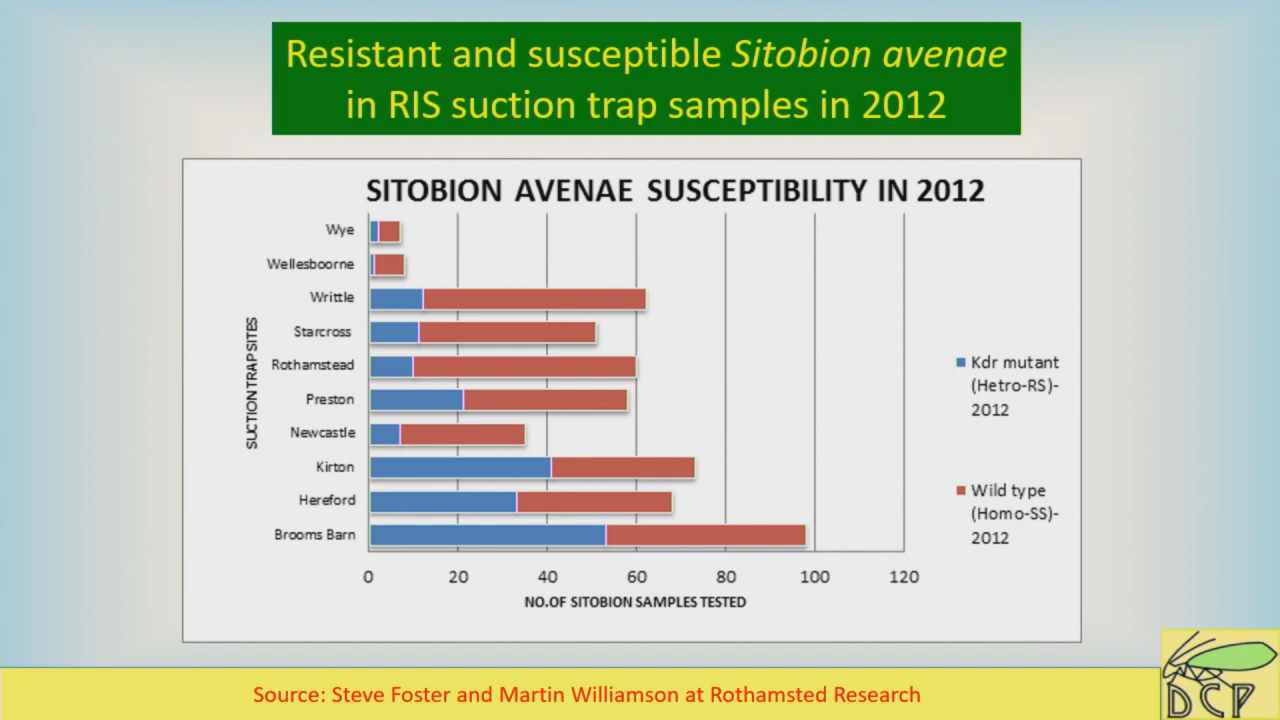 Resistant and susceptible Sitobion avenae
in RIS suction trap samples in 2012
SITOBION AVENAE SUSCEPTIBILITY IN 2012
SUCTION TRAP SITES
Wye
Wellesboorne
Writtle
Starcross
Rothamstead
Preston
Newcastle
Kirton
Hereford
Brooms Barn
0 20 40 60 80 100 120
NO.OF SITOBION SAMPLES TESTED
Kdr mutant
(Hetro-RS)-
2012
Wild type
(Homo-SS)-
2012
Source: Steve Foster and Martin Williamson at Rothamsted Research
DCP